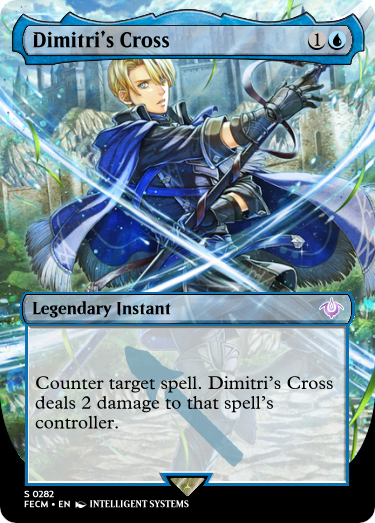 Dimitri's Cross 1
Legendary Instant
Counter target spell. Dimitri's Cross
deals 2 damage to that spell's
controller.
S 0282
FECM • EN INTELLIGENT SYSTEMS